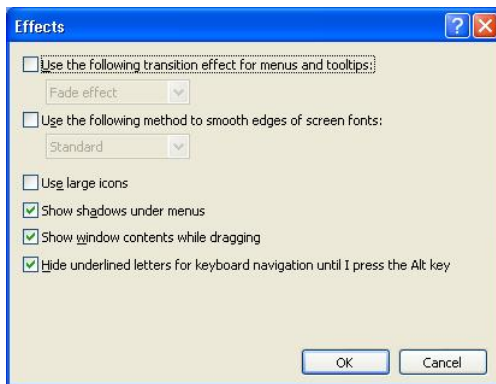 Effects
Use the following transition effect for menus and tooltips:
Fade effect
Use the following method to smooth edges of screen fonts:
Standard
Use large icons
Show shadows under menus
Show window contents while dragging
Hide underlined letters for keyboard navigation until I press the Alt key
OK Cancel